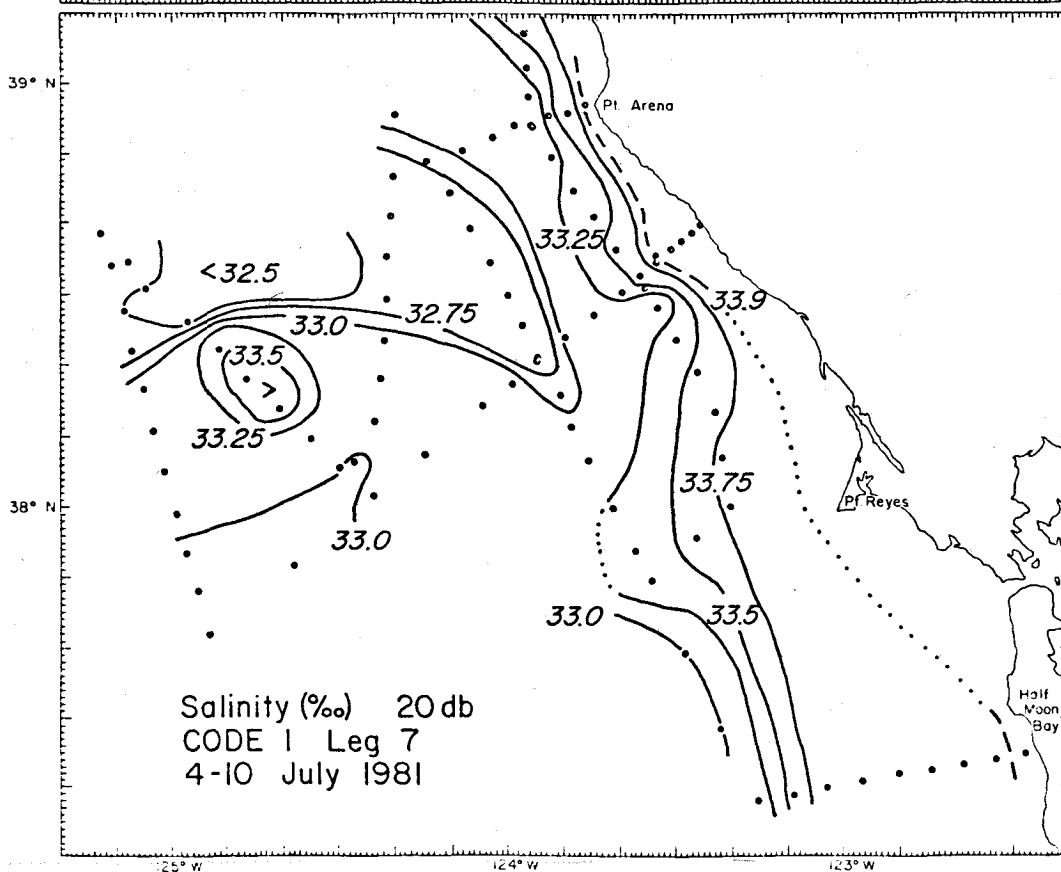 39° N
Pt. Arena
33.25
<32.5
33.9
32.75
33.0
33.5
>
33.25
33.75
38° N
Pt. Reyes
33.0
33.0
33.5
Salinity (‰) 20 db
CODE 1 Leg 7
4-10 July 1981
Half
Moon
Bay
125° W
124° W
123° W